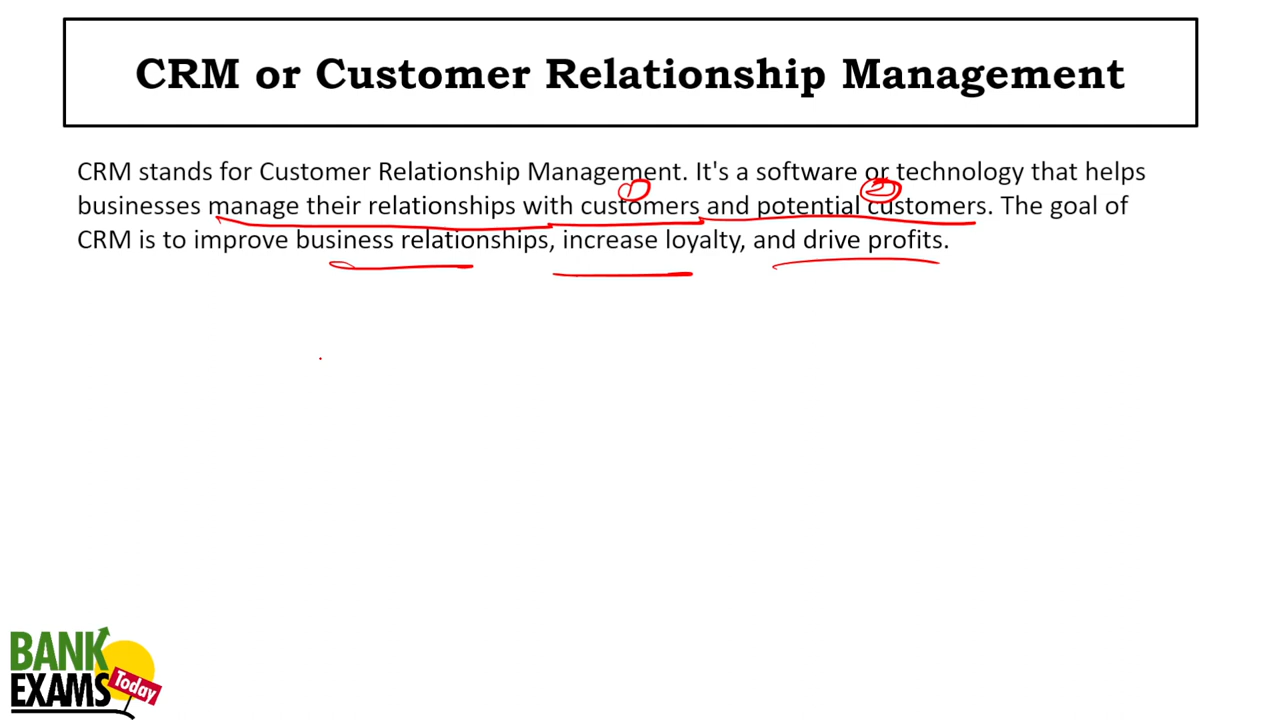 CRM or Customer Relationship Management
CRM stands for Customer Relationship Management. It's a software or technology that helps
1 2
businesses manage their relationships with customers and potential customers. The goal of
CRM is to improve business relationships, increase loyalty, and drive profits.
BANK
EXAMS Today